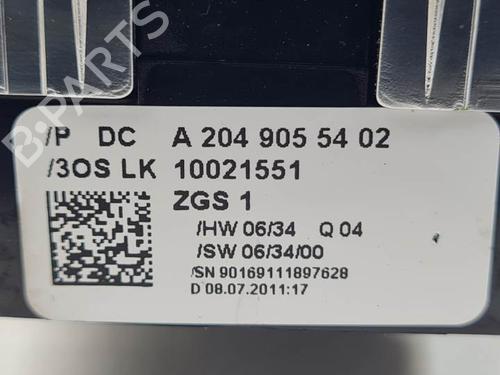 B-PARTS
/P DC A 204 905 54 02
/3OS LK 10021551
ZGS 1
/HW 06/34 Q 04
/SW 06/34/00
/SN 90169111897628
D 08.07.2011:17